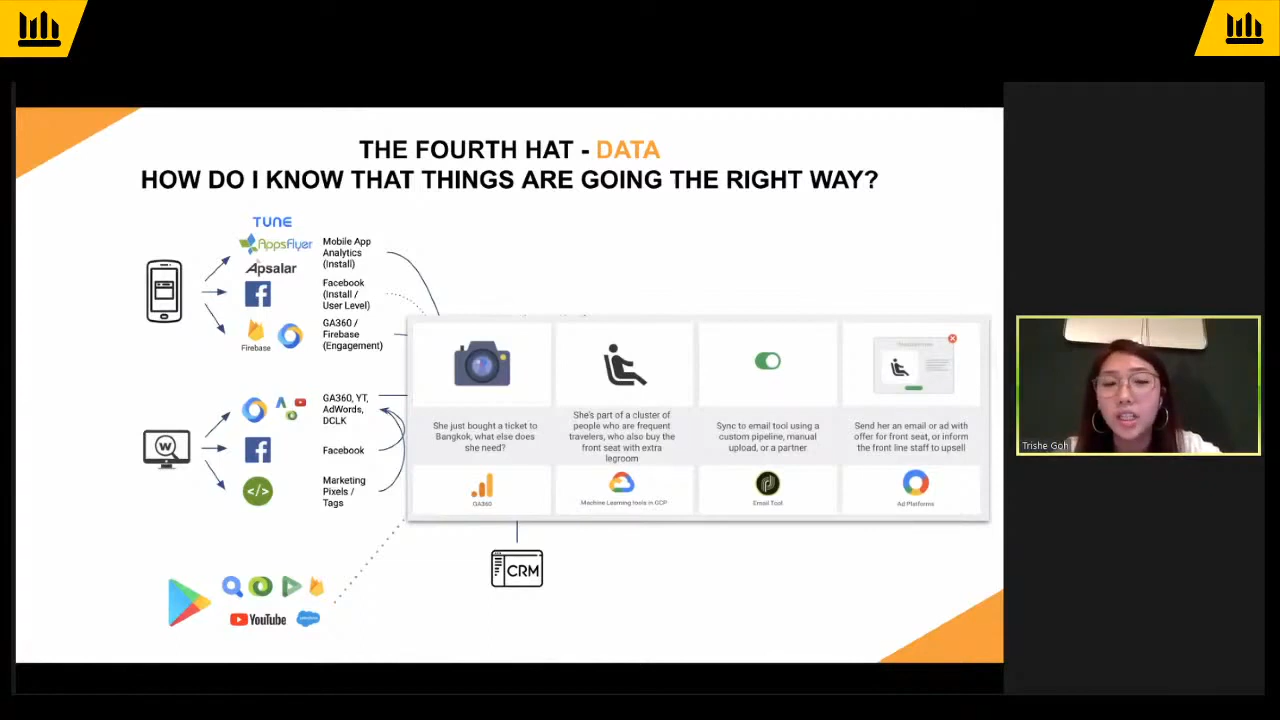 THE FOURTH HAT - DATA
HOW DO I KNOW THAT THINGS ARE GOING THE RIGHT WAY?
TUNE
AppsFlyer
Apsalar
Mobile App
Analytics
(Install)
Facebook
(Install /
User Level)
Firebase
GA360 /
Firebase
(Engagement)
GA360, YT,
AdWords,
DCLK
Facebook
Marketing
Pixels /
Tags
She just bought a ticket to
Bangkok, what else does
she need?
GA360
She's part of a cluster of
people who are frequent
travelers, who also buy the
front seat with extra
legroom
Machine Learning tools in GCP
Sync to email tool using a
custom pipeline, manual
upload, or a partner
Email Tool
Send her an email or ad with
offer for front seat, or inform
the front line staff to upsell
Ad Platforms
CRM
YouTube
Trishe Goh